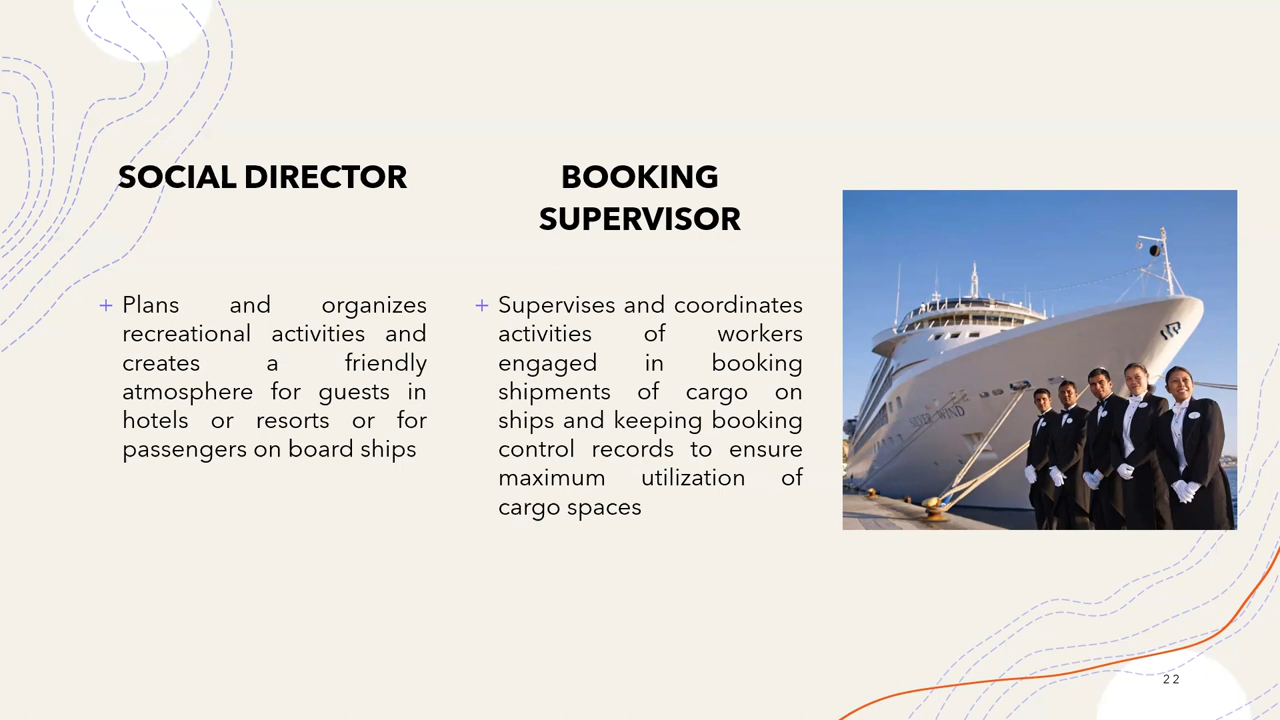 SOCIAL DIRECTOR
Plans and organizes
recreational activities and
creates a friendly
atmosphere for guests in
hotels or resorts or for
passengers on board ships
BOOKING
SUPERVISOR
Supervises and coordinates
activities of workers
engaged in booking
shipments of cargo on
ships and keeping booking
control records to ensure
maximum utilization of
cargo spaces
SILVER WIND
22